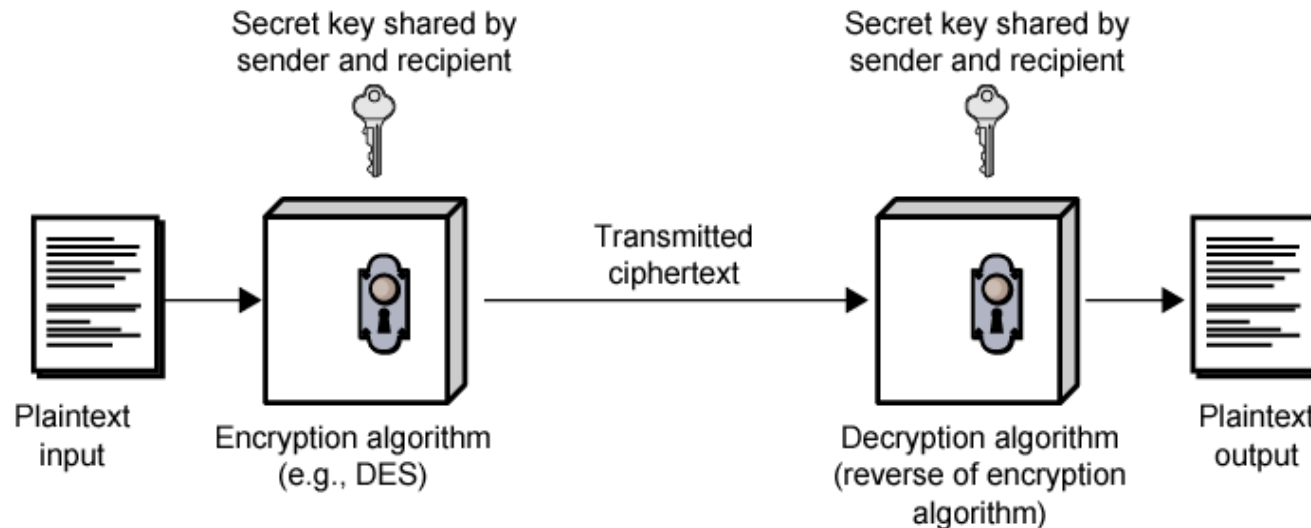 Secret key shared by
sender and recipient
Secret key shared by
sender and recipient
Transmitted
ciphertext
Plaintext
input
Encryption algorithm
(e.g., DES)
Decryption algorithm
(reverse of encryption
algorithm)
Plaintext
output